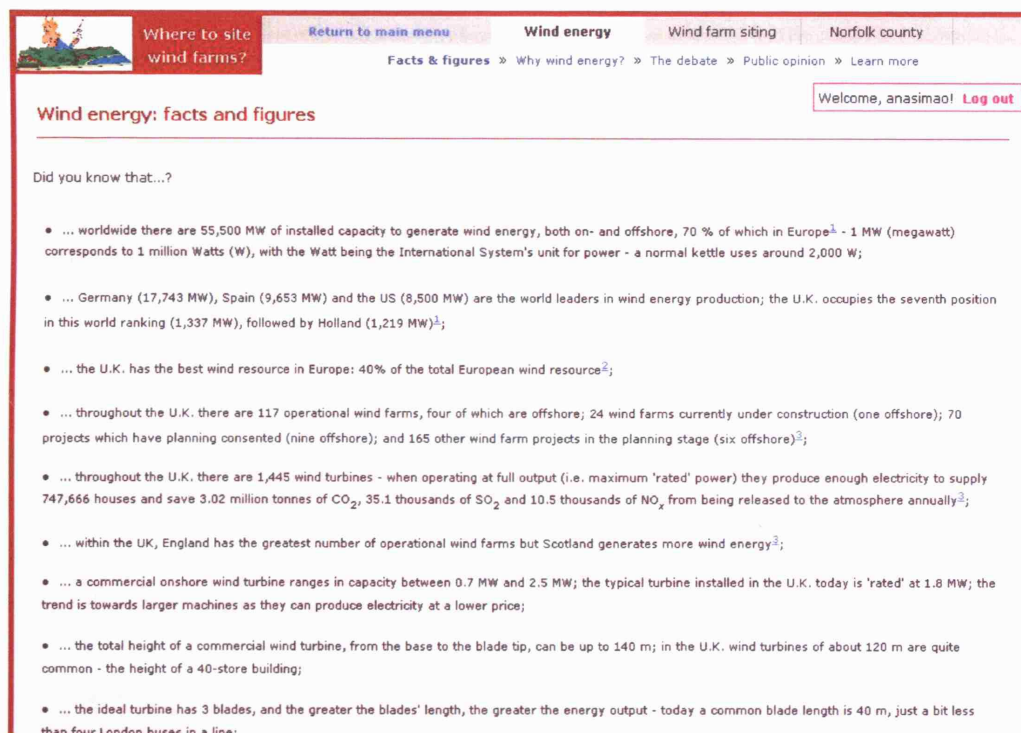 Where to site
wind farms?
Return to main menu Wind energy Wind farm siting Norfolk county
Facts & figures » Why wind energy? » The debate » Public opinion » Learn more
Welcome, anasimao! Log out
Wind energy: facts and figures
Did you know that...?
• ... worldwide there are 55,500 MW of installed capacity to generate wind energy, both on- and offshore, 70 % of which in Europe1 - 1 MW (megawatt)
corresponds to 1 million Watts (W), with the Watt being the International System's unit for power - a normal kettle uses around 2,000 W;
• ... Germany (17,743 MW), Spain (9,653 MW) and the US (8,500 MW) are the world leaders in wind energy production; the U.K. occupies the seventh position
in this world ranking (1,337 MW), followed by Holland (1,219 MW)1;
• ... the U.K. has the best wind resource in Europe: 40% of the total European wind resource2;
• ... throughout the U.K. there are 117 operational wind farms, four of which are offshore; 24 wind farms currently under construction (one offshore); 70
projects which have planning consented (nine offshore); and 165 other wind farm projects in the planning stage (six offshore)3;
• ... throughout the U.K. there are 1,445 wind turbines - when operating at full output (i.e. maximum 'rated' power) they produce enough electricity to supply
747,666 houses and save 3.02 million tonnes of CO2, 35.1 thousands of SO2 and 10.5 thousands of NOx from being released to the atmosphere annually3;
• ... within the UK, England has the greatest number of operational wind farms but Scotland generates more wind energy3;
• ... a commercial onshore wind turbine ranges in capacity between 0.7 MW and 2.5 MW; the typical turbine installed in the U.K. today is 'rated' at 1.8 MW; the
trend is towards larger machines as they can produce electricity at a lower price;
• ... the total height of a commercial wind turbine, from the base to the blade tip, can be up to 140 m; in the U.K. wind turbines of about 120 m are quite
common - the height of a 40-store building;
• ... the ideal turbine has 3 blades, and the greater the blades' length, the greater the energy output - today a common blade length is 40 m, just a bit less
than four London buses in a line;